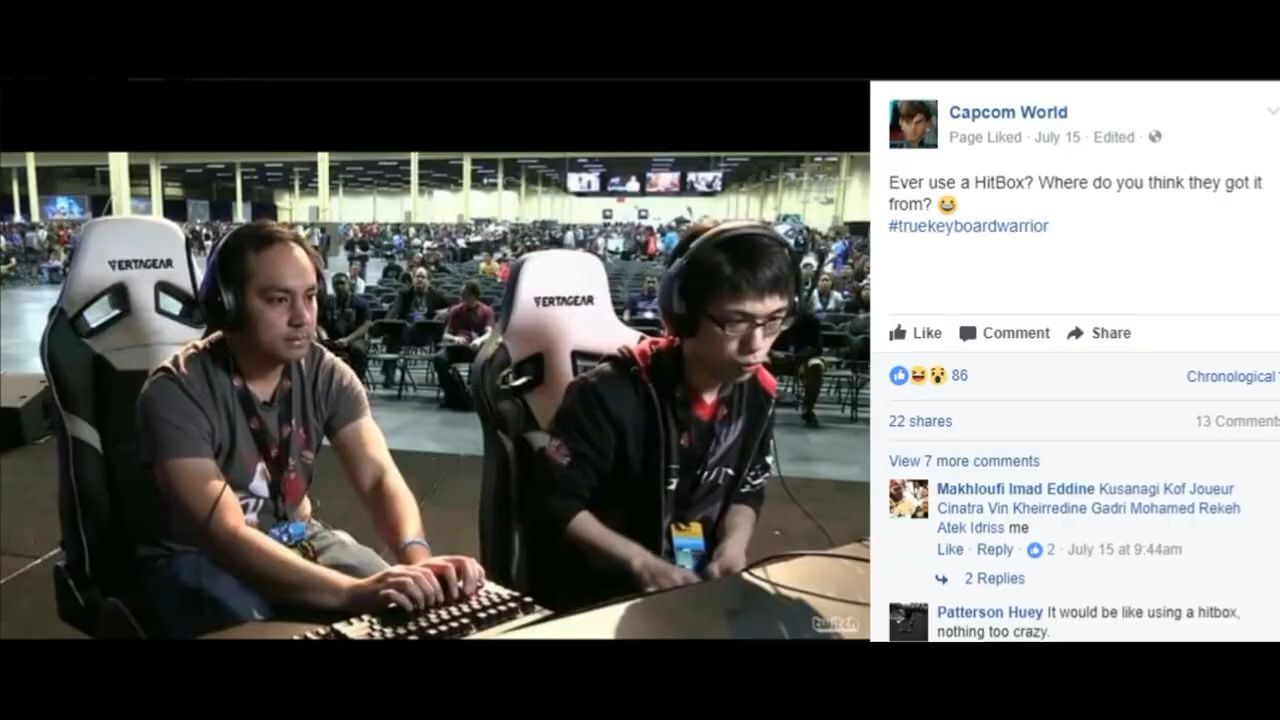 VERTAGEAR
VERTAGEAR
twitch
Capcom World
Page Liked · July 15 · Edited ·
Ever use a HitBox? Where do you think they got it
from? 😆
#truekeyboardwarrior
Like Comment Share
86
Chronological
22 shares
13 Comments
View 7 more comments
Makhloufi Imad Eddine Kusanagi Kof Joueur
Cinatra Vin Kheirredine Gadri Mohamed Rekeh
Atek Idriss me
Like · Reply · 2 · July 15 at 9:44am
2 Replies
Patterson Huey It would be like using a hitbox,
nothing too crazy.